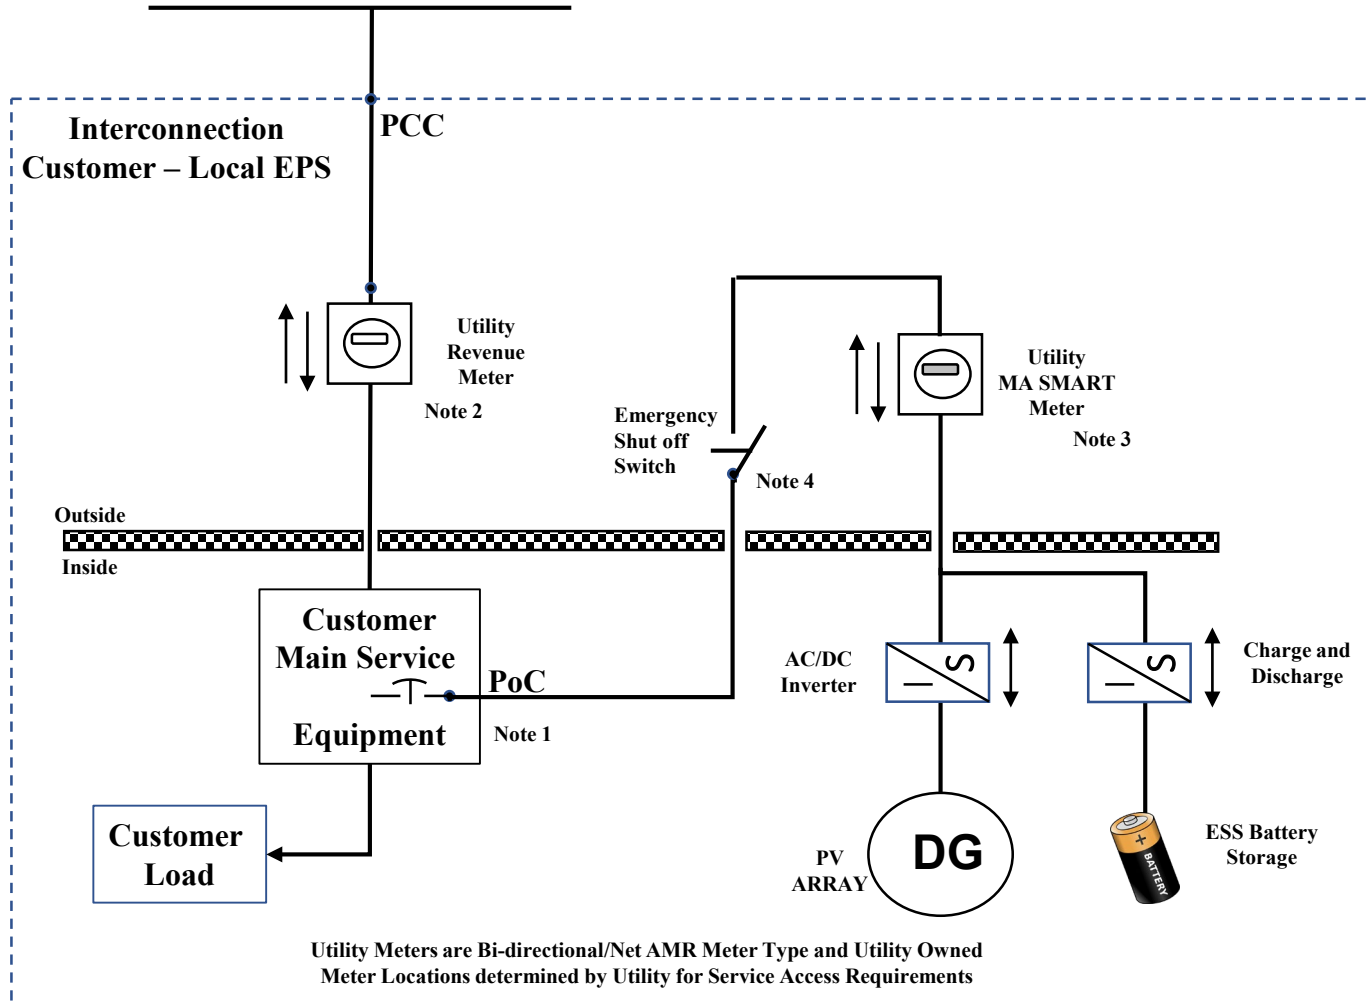 PCC
Interconnection
Customer – Local EPS
Utility
Revenue
Meter
Note 2
Utility
MA SMART
Meter
Note 3
Emergency
Shut off
Switch
Note 4
Outside
Inside
Customer
Main Service
Equipment
PoC
Note 1
AC/DC
Inverter
Charge and
Discharge
Customer
Load
PV
ARRAY
DG
+
BATTERY
ESS Battery
Storage
Utility Meters are Bi-directional/Net AMR Meter Type and Utility Owned
Meter Locations determined by Utility for Service Access Requirements